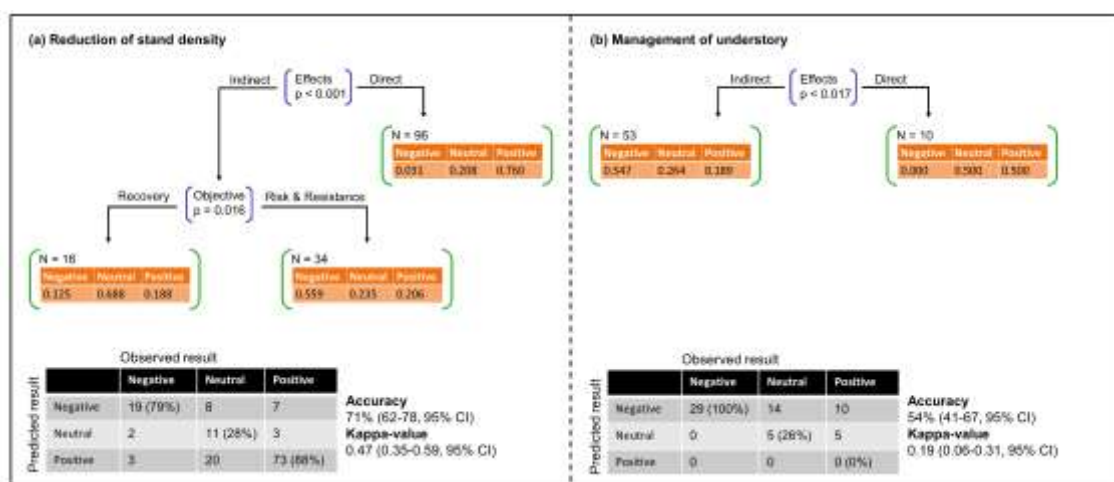 (a) Reduction of stand density
Indirect
Effects
p < 0.001
Direct
N = 96
Negative Neutral Positive
0.031 0.208 0.760
Recovery
Objective
p = 0.016
Risk & Resistance
N = 16
Negative Neutral Positive
0.125 0.688 0.188
N = 34
Negative Neutral Positive
0.559 0.235 0.206
Observed result
Predicted result
Negative Neutral Positive
Negative 19 (79%) 8 7
Neutral 2 11 (28%) 3
Positive 3 20 73 (88%)
Accuracy
71% (62-78, 95% CI)
Kappa-value
0.47 (0.35-0.59, 95% CI)
(b) Management of understory
Indirect
Effects
p < 0.017
Direct
N = 53
Negative Neutral Positive
0.547 0.264 0.189
N = 10
Negative Neutral Positive
0.000 0.500 0.500
Observed result
Predicted result
Negative Neutral Positive
Negative 29 (100%) 14 10
Neutral 0 5 (26%) 5
Positive 0 0 0 (0%)
Accuracy
54% (41-67, 95% CI)
Kappa-value
0.19 (0.06-0.31, 95% CI)